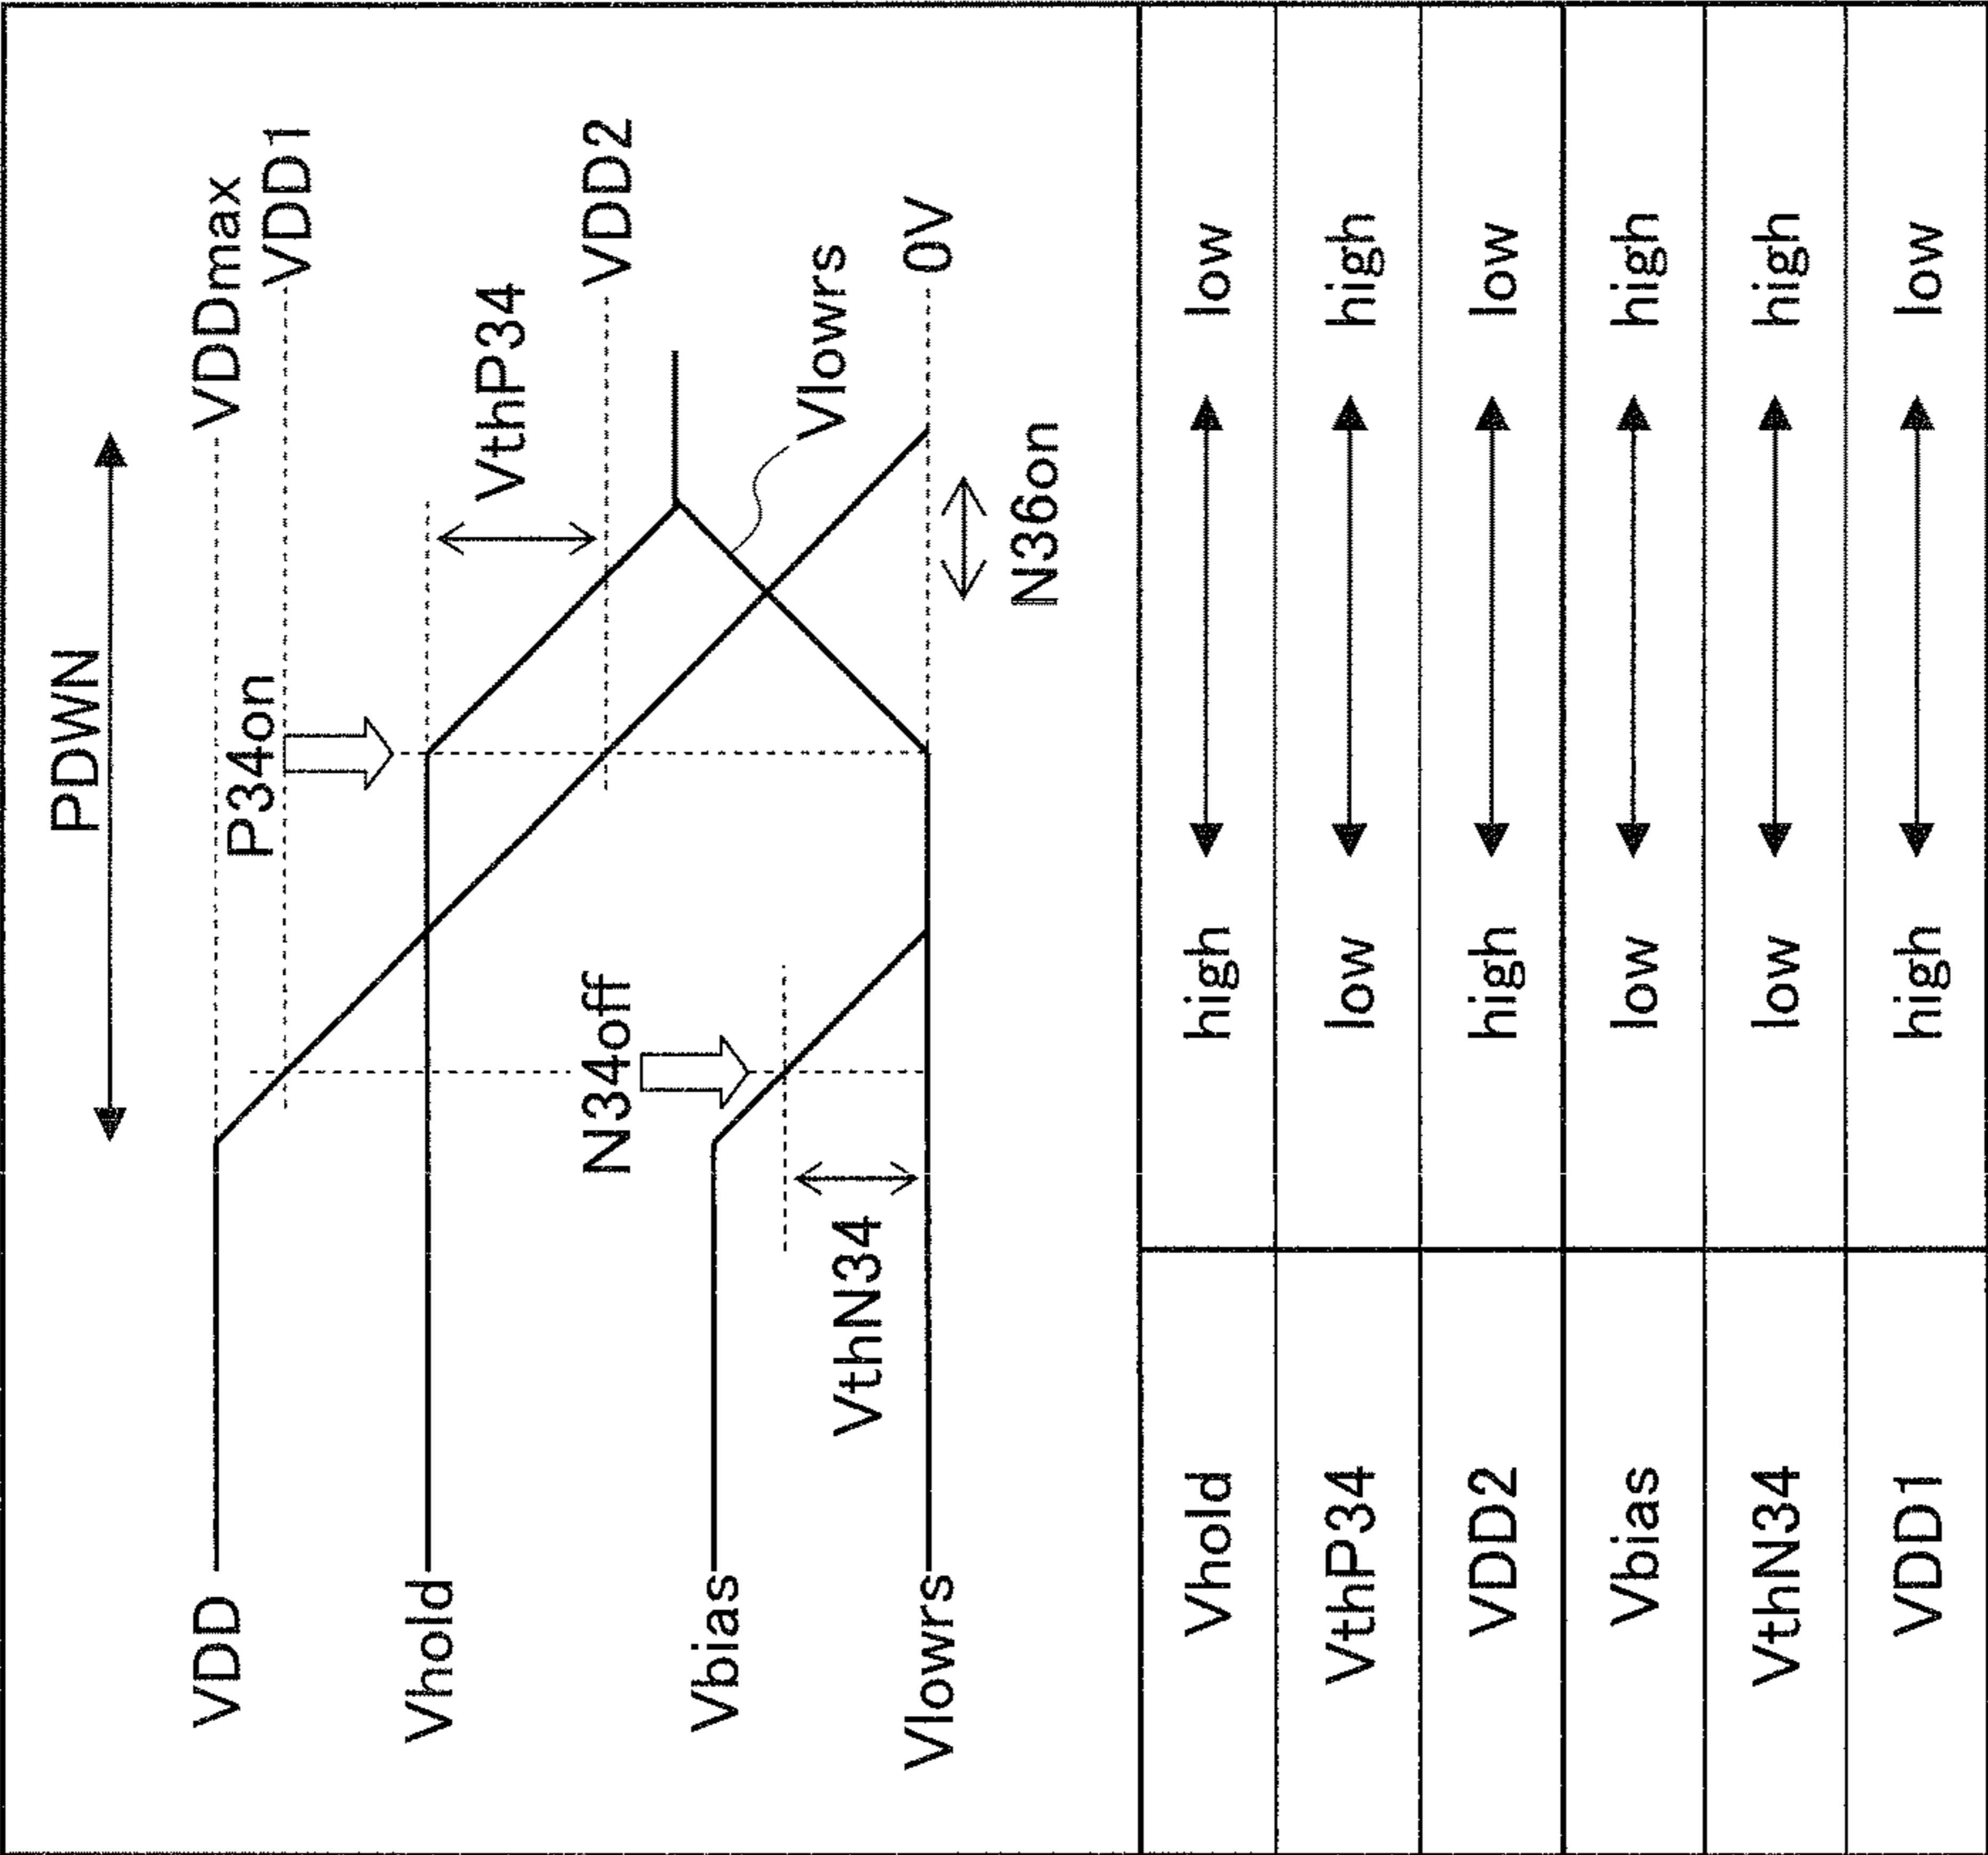 PDWN
VDDmax
VDD1
P34on
VDD
Vhold
VthP34
VDD2
N34off
Vbias
Vlowrs
VthN34
Vlowrs
0V
N36on
Vhold high low
VthP34 low high
VDD2 high low
Vbias low high
VthN34 low high
VDD1 high low